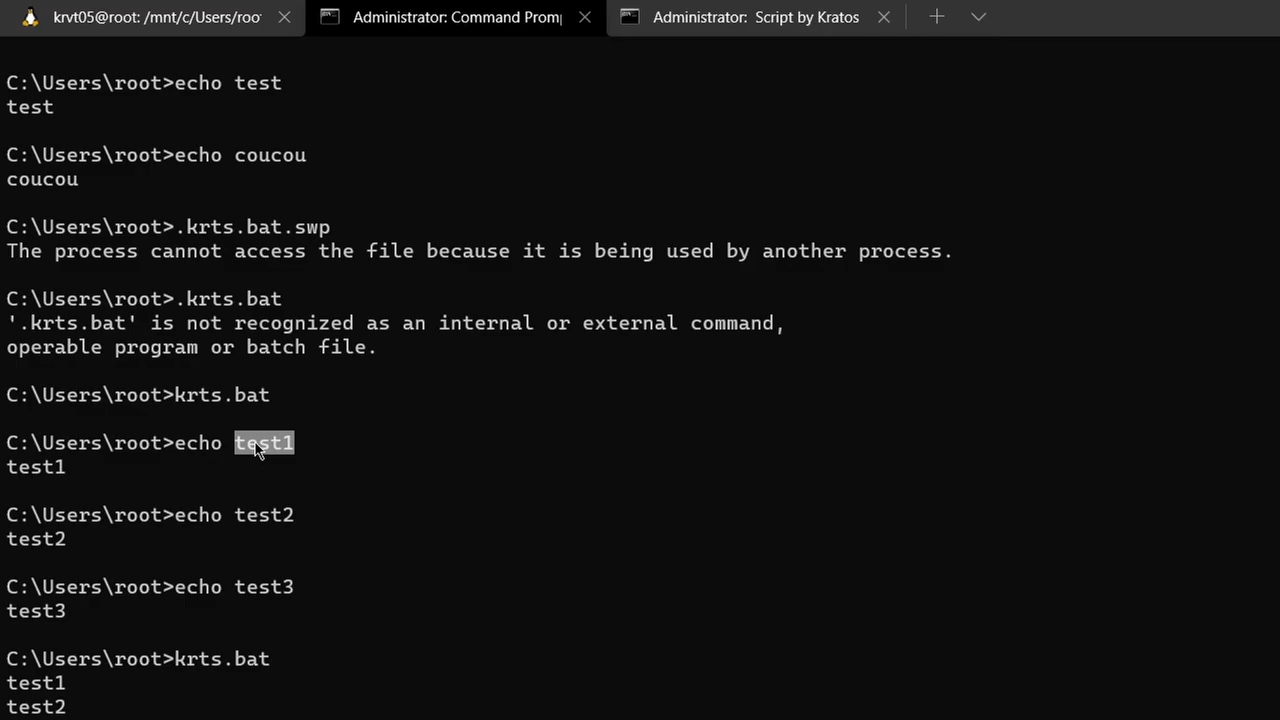 krvt05@root: /mnt/c/Users/roo
Administrator: Command Prom
Administrator: Script by Kratos
C:\Users\root>echo test
test
C:\Users\root>echo coucou
coucou
C:\Users\root>.krts.bat.swp
The process cannot access the file because it is being used by another process.
C:\Users\root>.krts.bat
'.krts.bat' is not recognized as an internal or external command,
operable program or batch file.
C:\Users\root>krts.bat
C:\Users\root>echo test1
test1
C:\Users\root>echo test2
test2
C:\Users\root>echo test3
test3
C:\Users\root>krts.bat
test1
test2